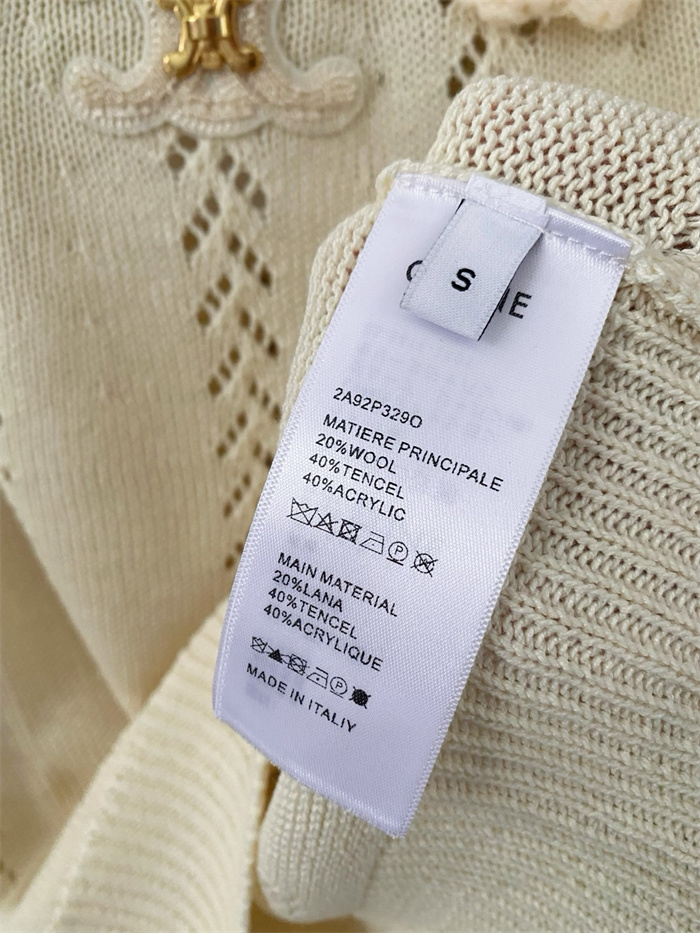 S
2A92P329O
MATIERE PRINCIPALE
20%WOOL
40%TENCEL
40%ACRYLIC
P
MAIN MATERIAL
20%LANA
40%TENCEL
40%ACRYLIQUE
P
MADE IN ITALIY